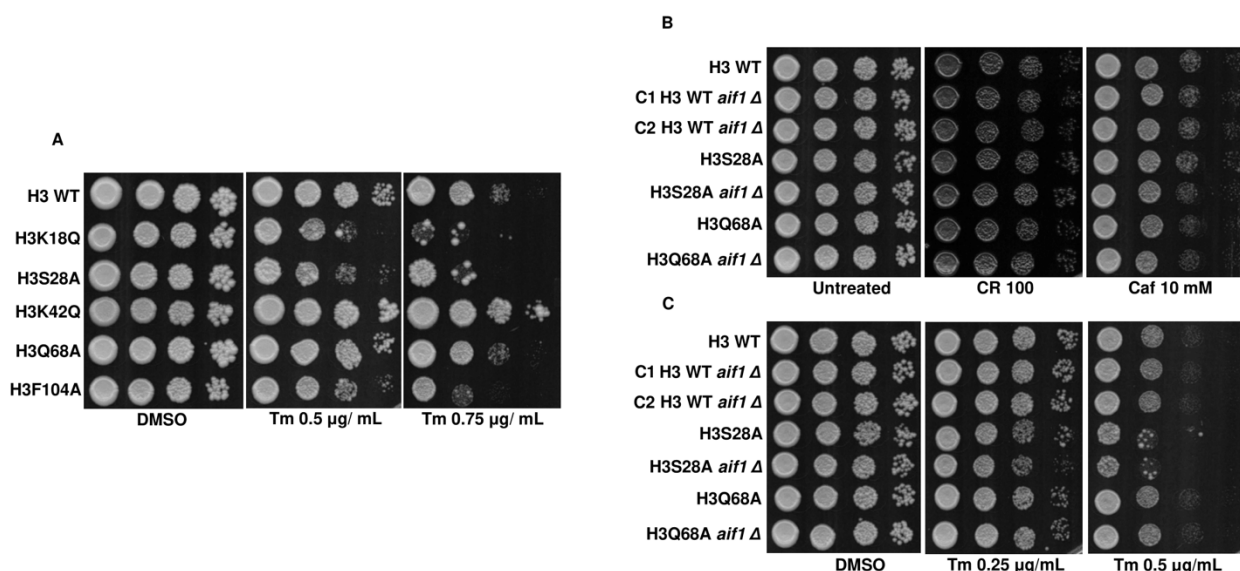 A
H3 WT
H3K18Q
H3S28A
H3K42Q
H3Q68A
H3F104A
DMSO
Tm 0.5 µg/ mL
Tm 0.75 µg/mL
B
H3 WT
C1 H3 WT aif1 Δ
C2 H3 WT aif1 Δ
H3S28A
H3S28A aif1 Δ
H3Q68A
H3Q68A aif1 Δ
Untreated
CR 100
Caf 10 mM
C
H3 WT
C1 H3 WT aif1 Δ
C2 H3 WT aif1 Δ
H3S28A
H3S28A aif1 Δ
H3Q68A
H3Q68A aif1 Δ
DMSO
Tm 0.25 µg/mL
Tm 0.5 µg/mL